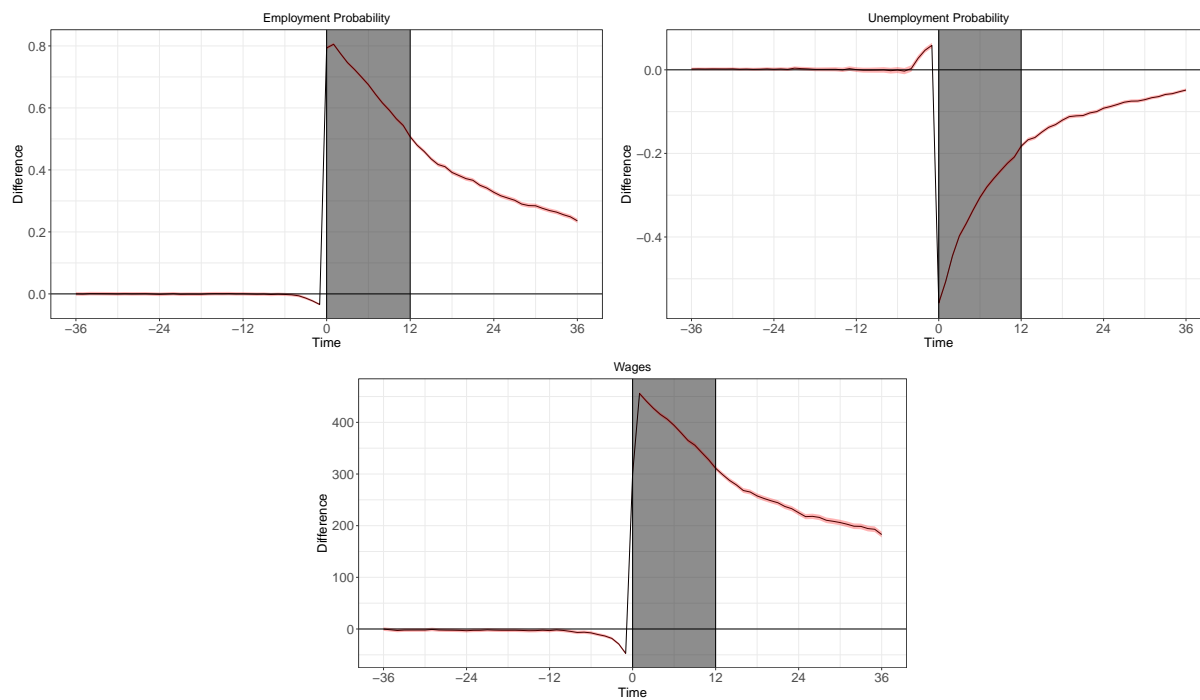 Employment Probability
Difference
0.8
0.6
0.4
0.2
0.0
−36 −24 −12 0 12 24 36
Time
Unemployment Probability
Difference
0.0
−0.2
−0.4
−36 −24 −12 0 12 24 36
Time
Wages
Difference
400
300
200
100
0
−36 −24 −12 0 12 24 36
Time